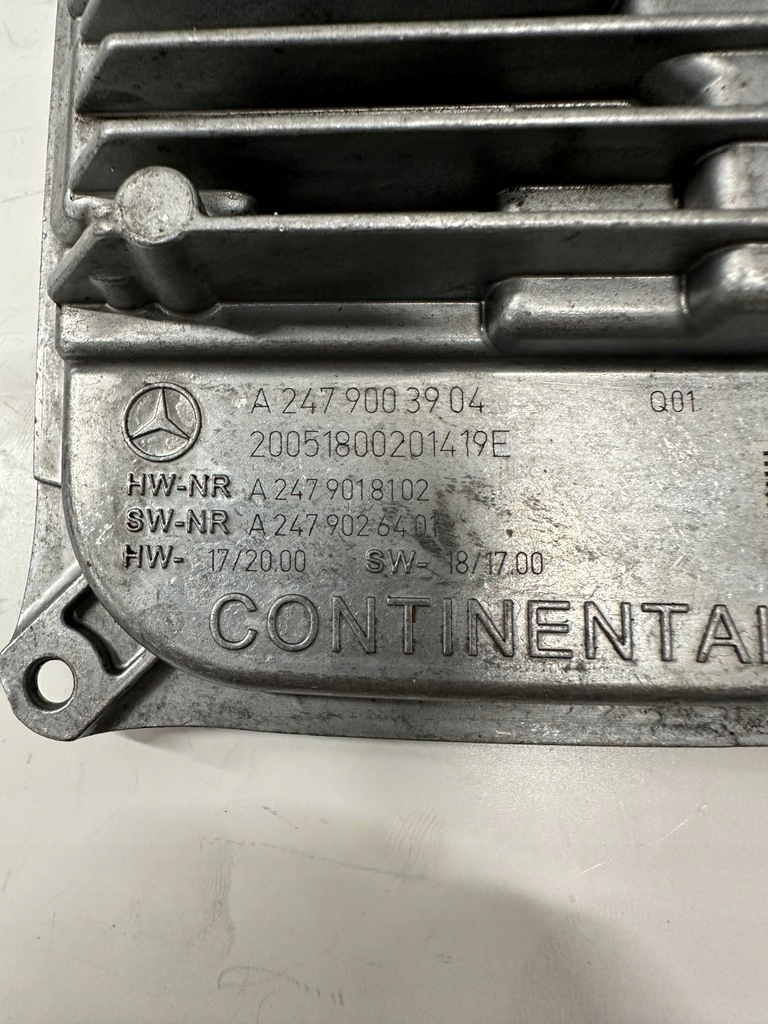 A 247 900 39 04 Q01
20051800201419E
HW-NR A 247 901 81 02
SW-NR A 247 902 64 01
HW- 17/20.00 SW- 18/17.00
CONTINENTAL